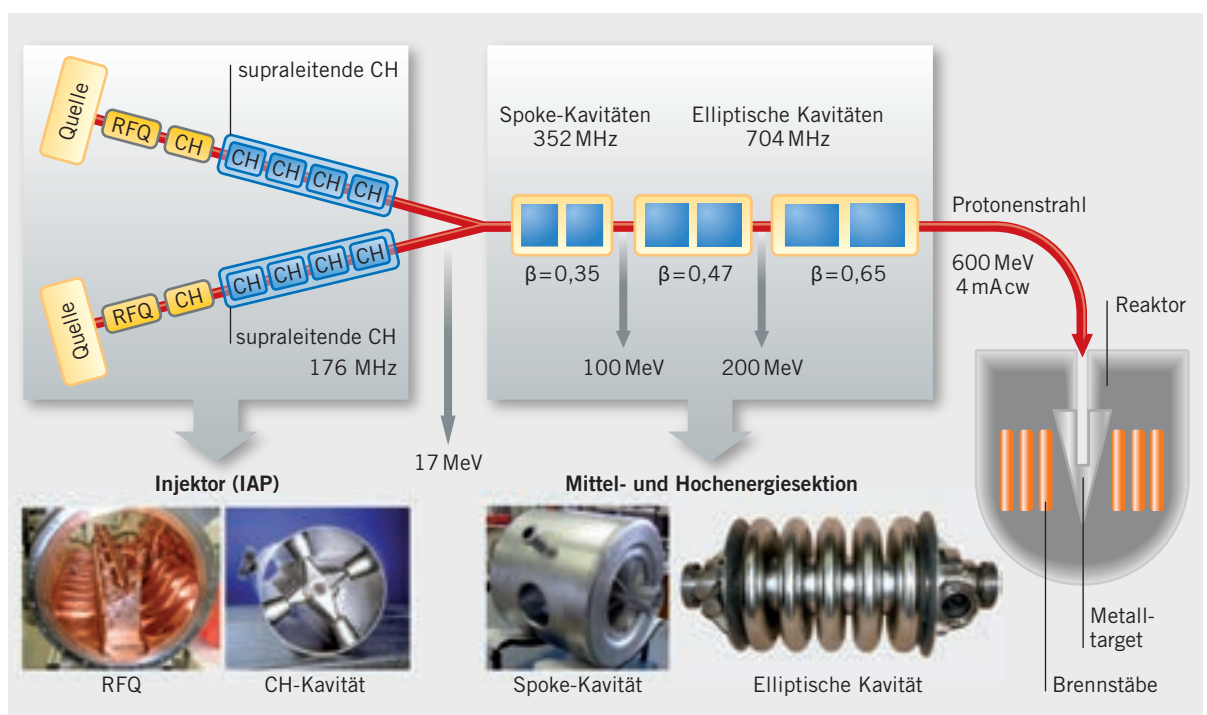 supraleitende CH
Quelle
RFQ
CH
CH
CH
CH
CH
Quelle
RFQ
CH
CH
CH
CH
CH
supraleitende CH
176 MHz
Spoke-Kavitäten
352 MHz
Elliptische Kavitäten
704 MHz
β=0,35
β=0,47
β=0,65
Protonenstrahl
600 MeV
4 mA cw
Reaktor
17 MeV
100 MeV
200 MeV
Injektor (IAP)
Mittel- und Hochenergiesektion
RFQ
CH-Kavität
Spoke-Kavität
Elliptische Kavität
Metall-
target
Brennstäbe